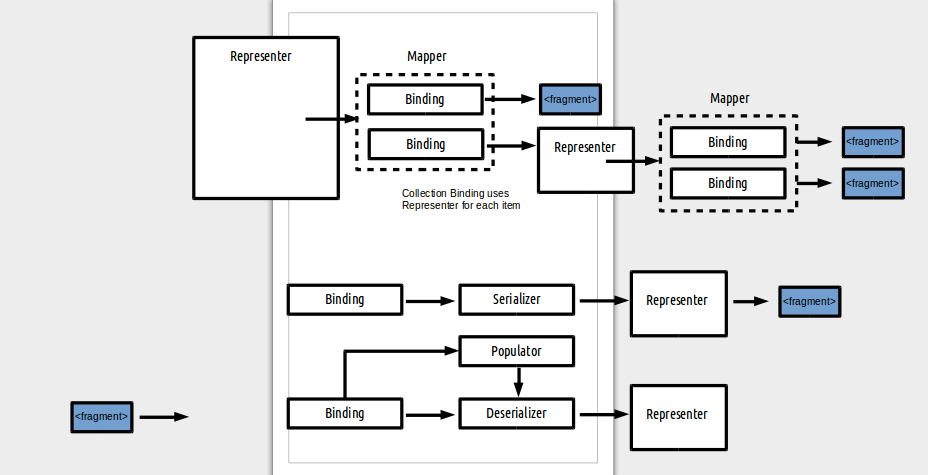 Representer
Mapper
Binding
<fragment>
Binding
Representer
Collection Binding uses
Representer for each item
Mapper
Binding
<fragment>
Binding
<fragment>
Binding
Serializer
Representer
<fragment>
Populator
<fragment>
Binding
Deserializer
Representer